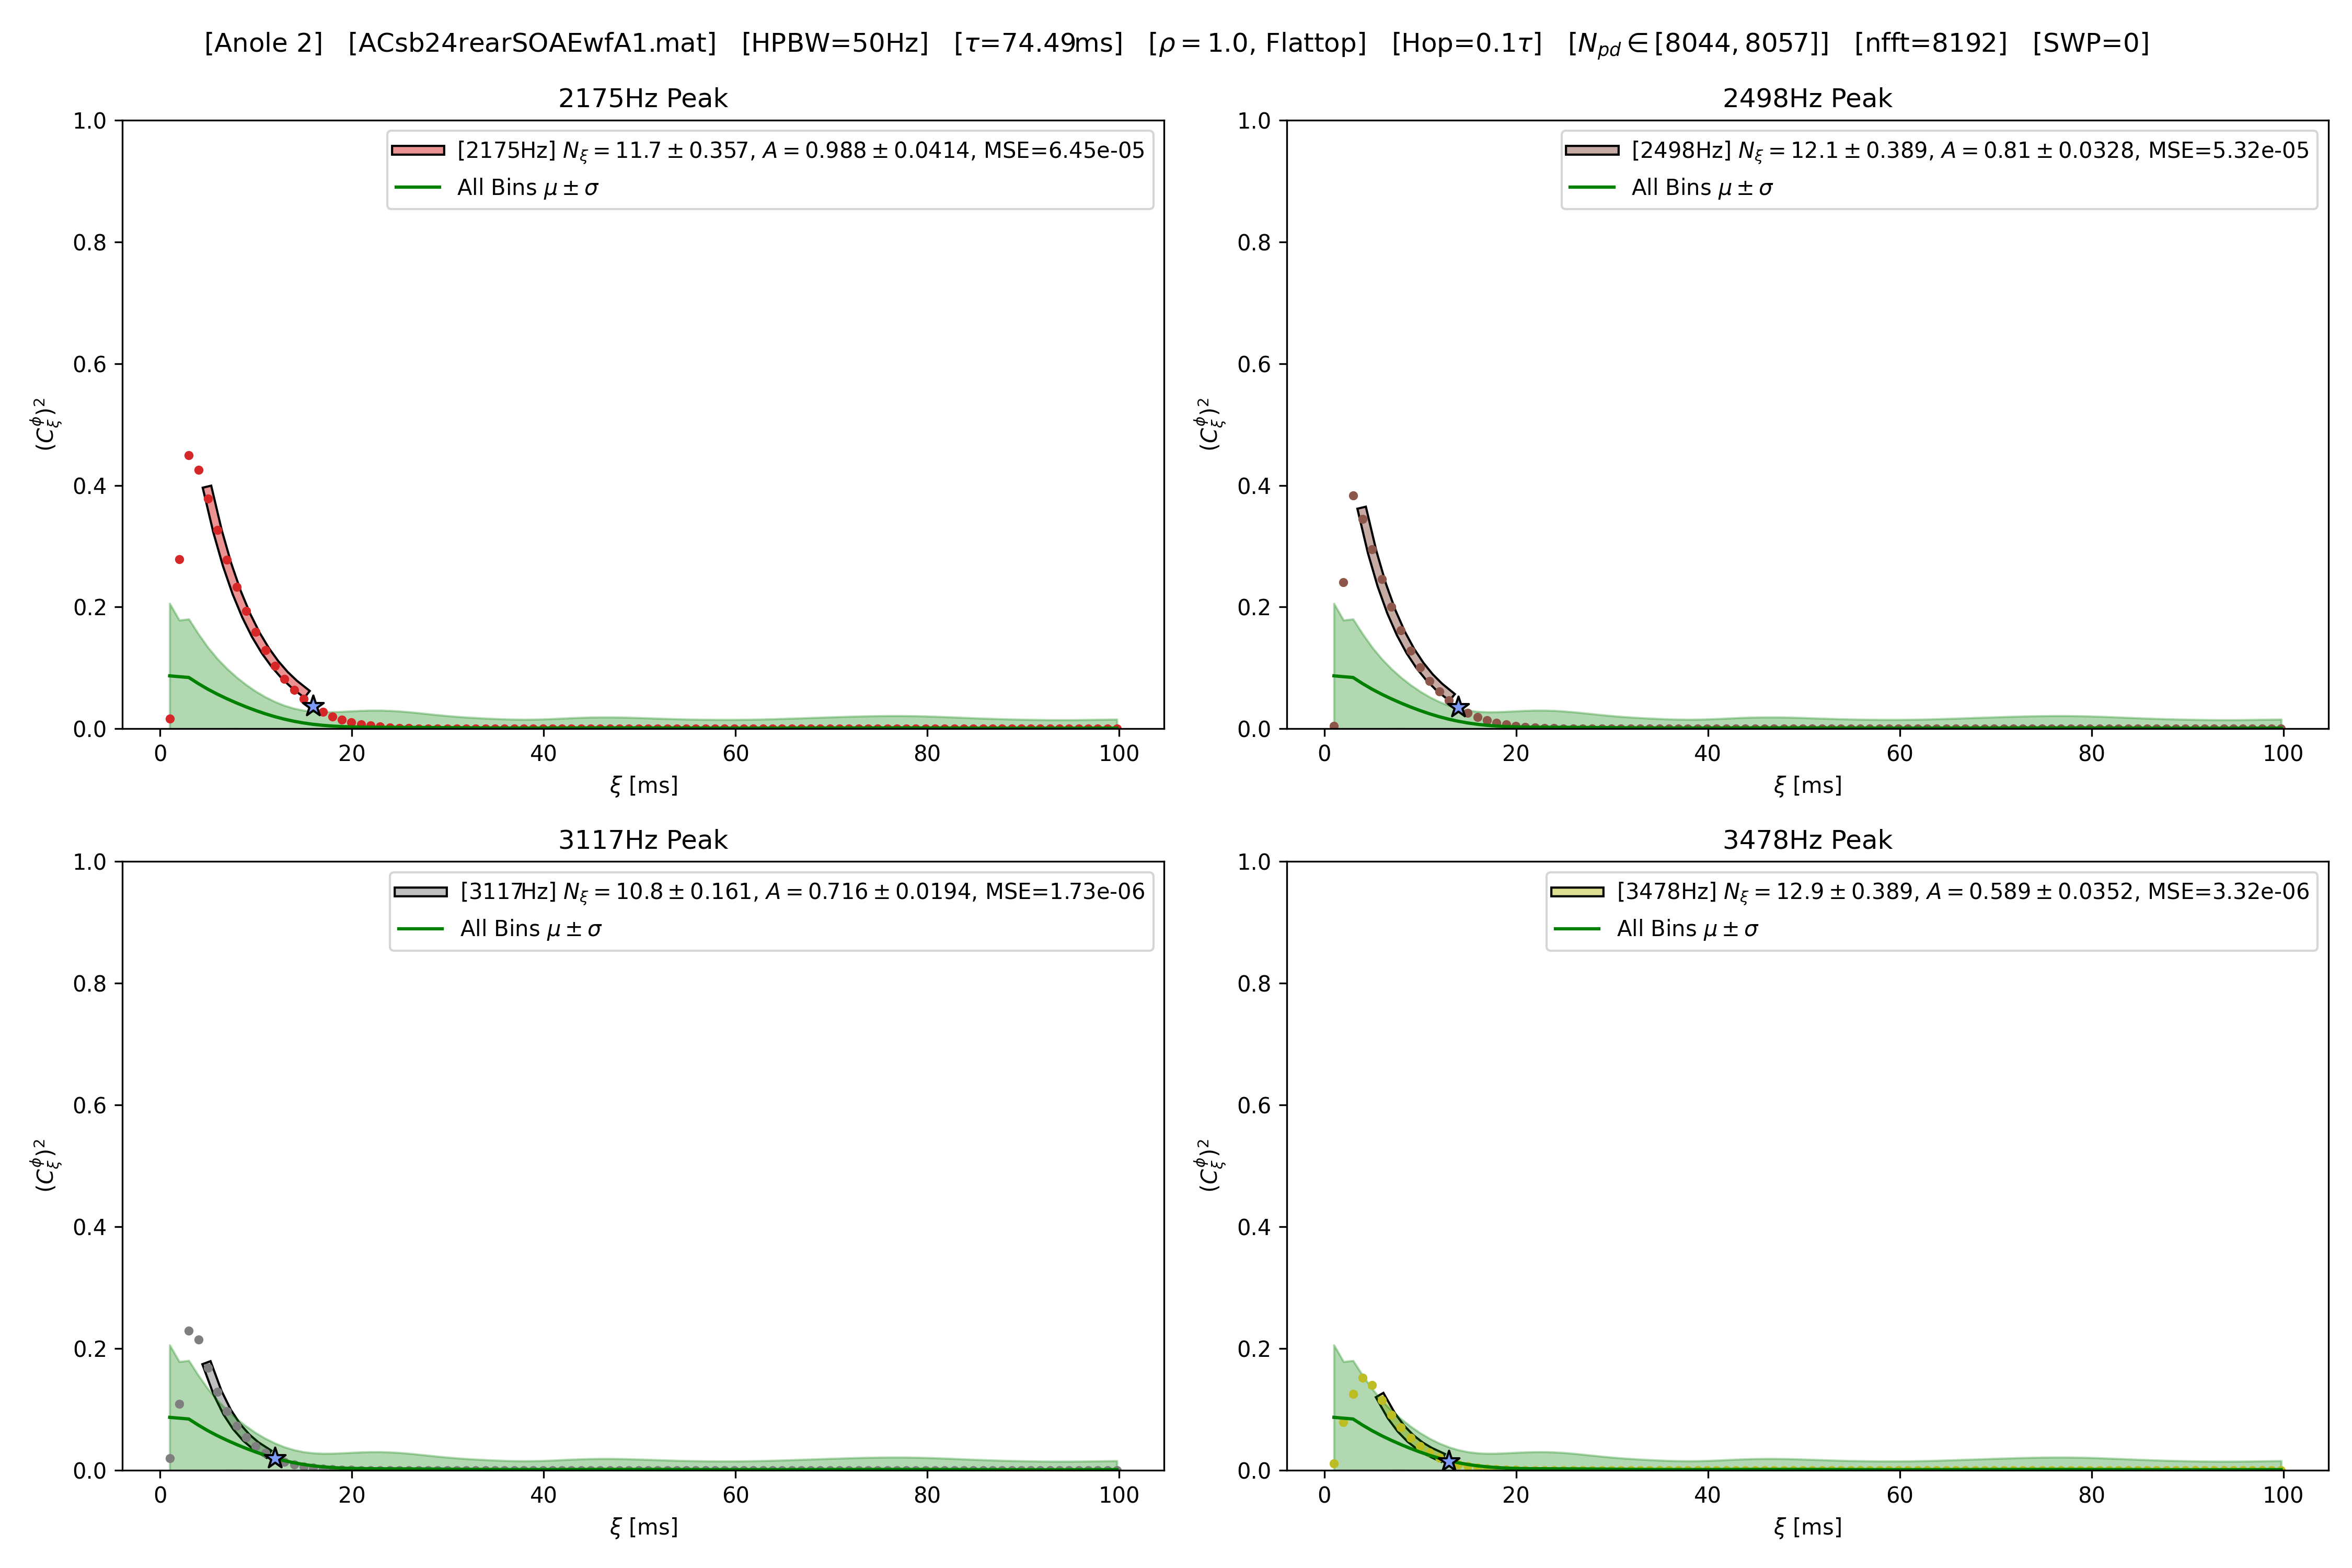 [Anole 2] [ACsb24rearSOAEwfA1.mat] [HPBW=50Hz] [τ=74.49ms] [ρ = 1.0, Flattop] [Hop=0.1τ] [N_pd ∈ [8044, 8057]] [nfft=8192] [SWP=0]
2175Hz Peak
[2175Hz] N_ξ = 11.7 ± 0.357, A = 0.988 ± 0.0414, MSE=6.45e-05
All Bins μ ± σ
1.0
0.8
0.6
0.4
0.2
0.0
(C_ξ^ϕ)²
0 20 40 60 80 100
ξ [ms]
2498Hz Peak
[2498Hz] N_ξ = 12.1 ± 0.389, A = 0.81 ± 0.0328, MSE=5.32e-05
All Bins μ ± σ
1.0
0.8
0.6
0.4
0.2
0.0
(C_ξ^ϕ)²
0 20 40 60 80 100
ξ [ms]
3117Hz Peak
[3117Hz] N_ξ = 10.8 ± 0.161, A = 0.716 ± 0.0194, MSE=1.73e-06
All Bins μ ± σ
1.0
0.8
0.6
0.4
0.2
0.0
(C_ξ^ϕ)²
0 20 40 60 80 100
ξ [ms]
3478Hz Peak
[3478Hz] N_ξ = 12.9 ± 0.389, A = 0.589 ± 0.0352, MSE=3.32e-06
All Bins μ ± σ
1.0
0.8
0.6
0.4
0.2
0.0
(C_ξ^ϕ)²
0 20 40 60 80 100
ξ [ms]